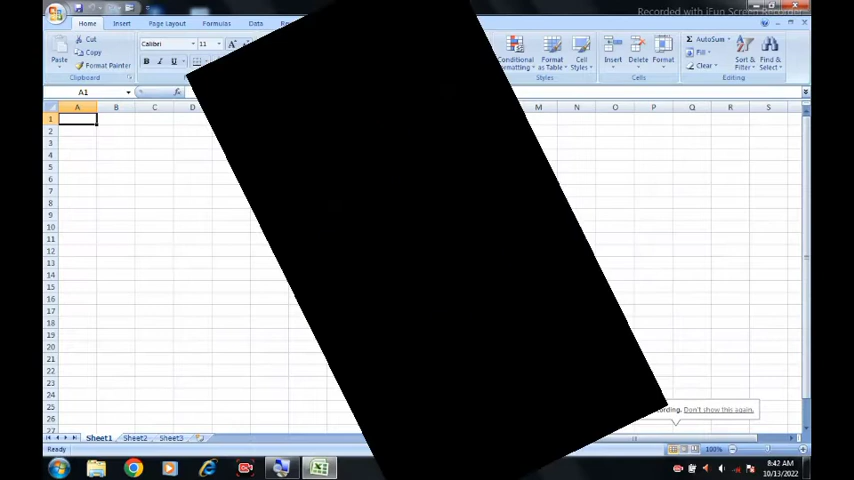 Recorded with iFun Screen Recorder
Home Insert Page Layout Formulas Data
Cut
Copy
Format Painter
Paste
Clipboard
Calibri 11
B I U
Conditional Formatting
Format as Table
Cell Styles
Styles
Insert Delete Format
Cells
AutoSum
Fill
Clear
Sort & Filter
Find & Select
Editing
A1
fx
A B C D M N O P Q R S
1
2
3
4
5
6
7
8
9
10
11
12
13
14
15
16
17
18
19
20
21
22
23
24
25
26
27
Don't show this again.
Sheet1 Sheet2 Sheet3
Ready
100%
8:42 AM
10/13/2022